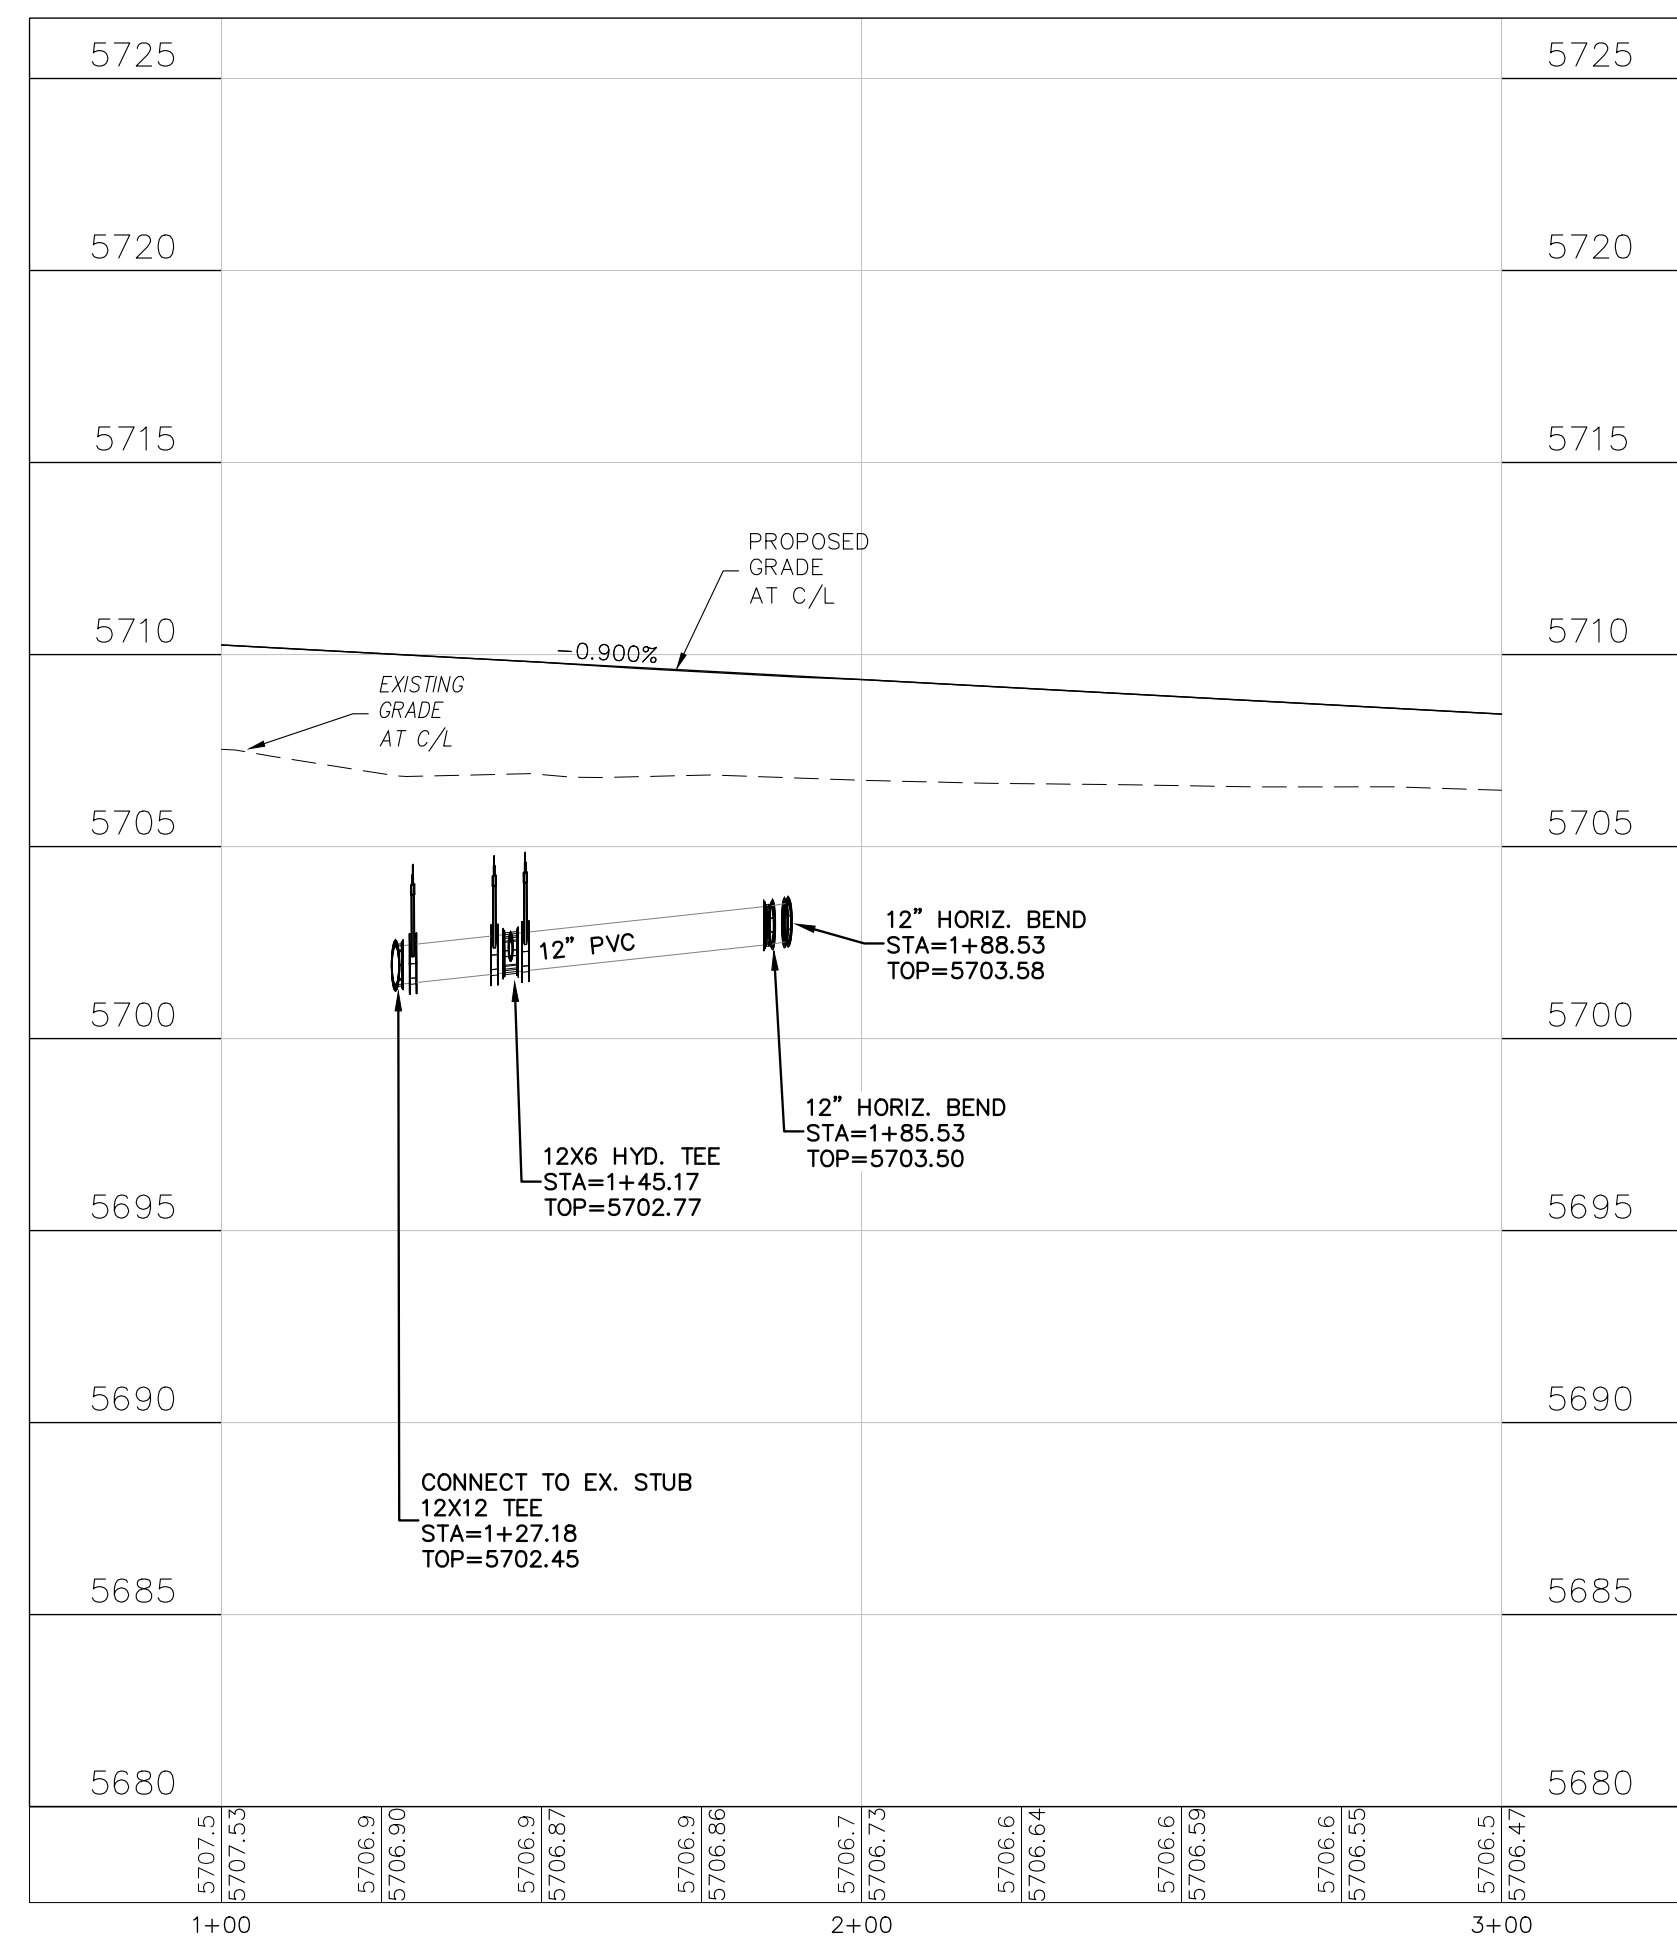 5725 5725
5720 5720
5715 5715
PROPOSED
GRADE
AT C/L
5710 5710
-0.900%
EXISTING
GRADE
AT C/L
5705 5705
12" PVC
12" HORIZ. BEND
STA=1+88.53
TOP=5703.58
5700 5700
12" HORIZ. BEND
STA=1+85.53
TOP=5703.50
12X6 HYD. TEE
STA=1+45.17
TOP=5702.77
5695 5695
5690 5690
CONNECT TO EX. STUB
12X12 TEE
STA=1+27.18
TOP=5702.45
5685 5685
5680 5680
5707.5
5707.53
5706.9
5706.90
5706.9
5706.87
5706.9
5706.86
5706.7
5706.73
5706.6
5706.64
5706.6
5706.59
5706.6
5706.55
5706.5
5706.47
1+00 2+00 3+00